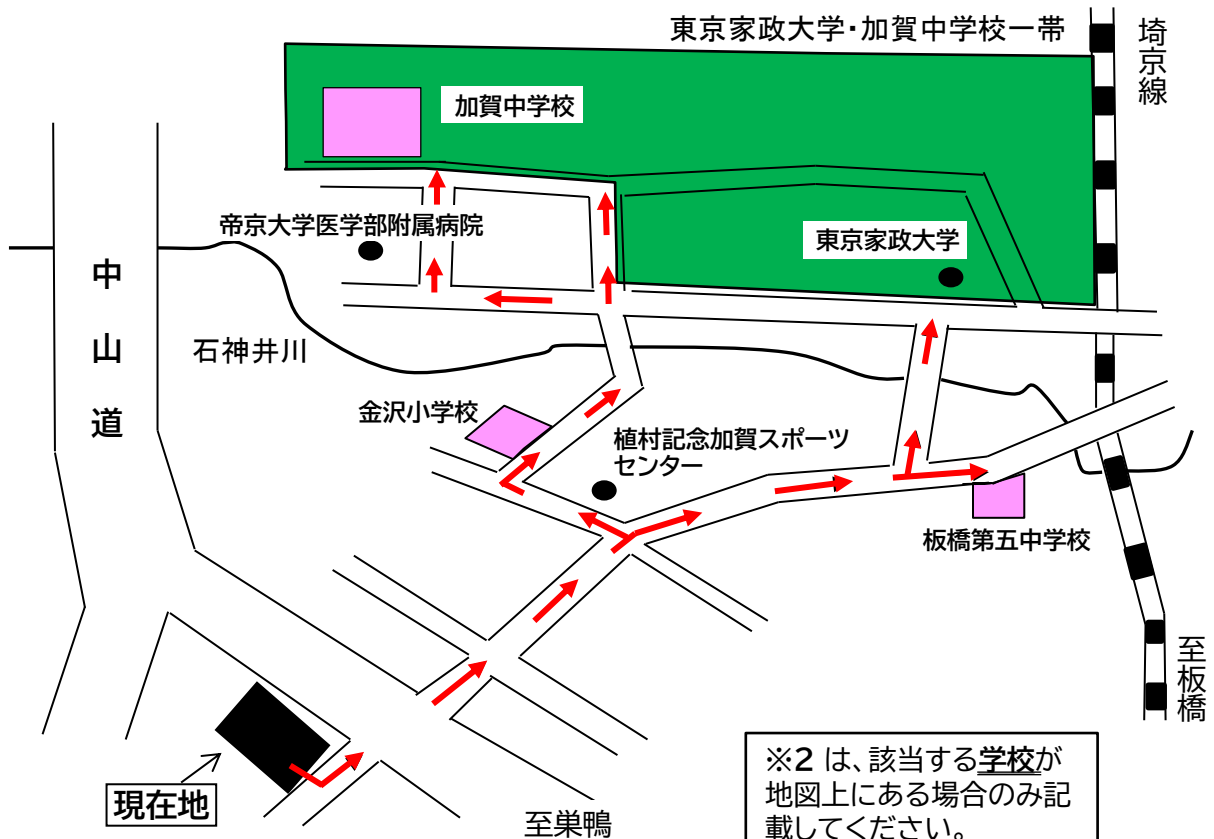 東京家政大学・加賀中学校一帯
埼京線
加賀中学校
帝京大学医学部附属病院
東京家政大学
中山道
石神井川
金沢小学校
植村記念加賀スポーツ
センター
板橋第五中学校
至板橋
現在地
至巣鴨
※2 は、該当する学校が
地図上にある場合のみ記
載してください。